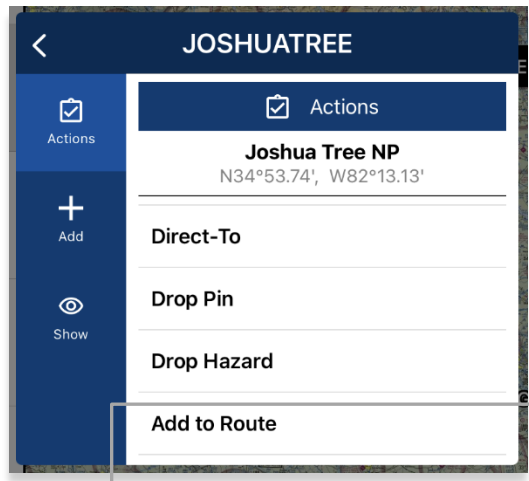 JOSHUATREE
Actions
Actions
Joshua Tree NP
N34°53.74', W82°13.13'
Add
Direct-To
Drop Pin
Show
Drop Hazard
Add to Route